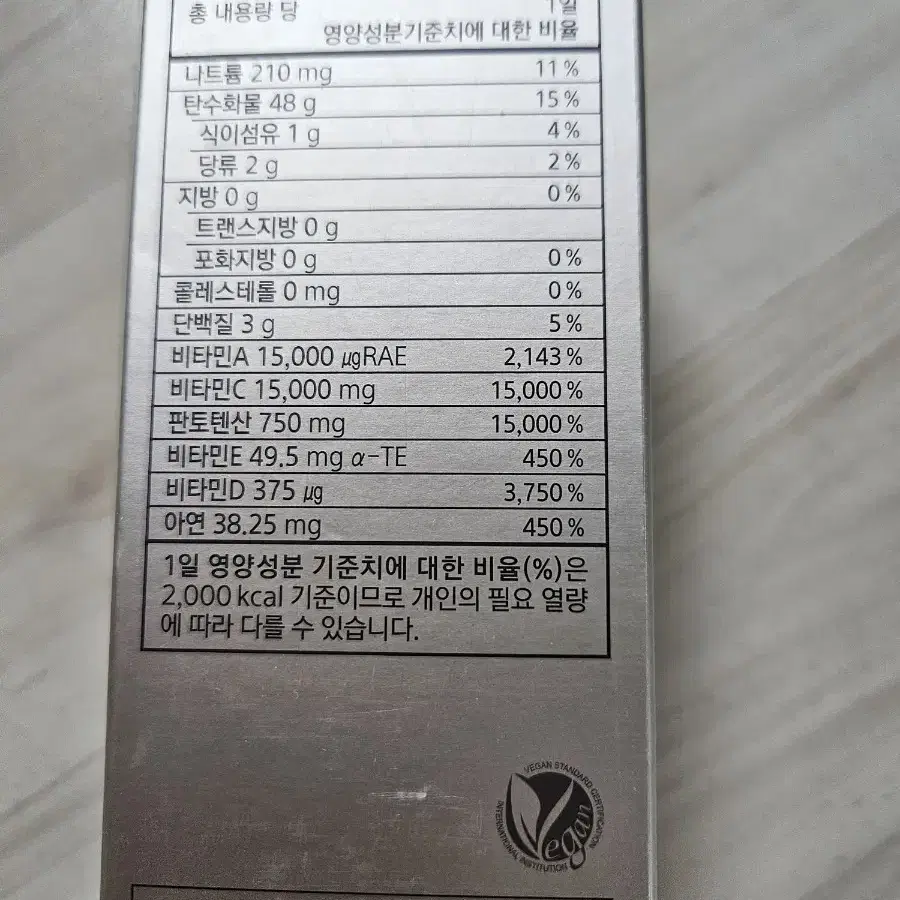 총 내용량 당
1일
영양성분기준치에 대한 비율
나트륨 210 mg 11 %
탄수화물 48 g 15 %
식이섬유 1 g 4 %
당류 2 g 2 %
지방 0 g 0 %
트랜스지방 0 g
포화지방 0 g 0 %
콜레스테롤 0 mg 0 %
단백질 3 g 5 %
비타민A 15,000 μgRAE 2,143 %
비타민C 15,000 mg 15,000 %
판토텐산 750 mg 15,000 %
비타민E 49.5 mg α-TE 450 %
비타민D 375 μg 3,750 %
아연 38.25 mg 450 %
1일 영양성분 기준치에 대한 비율(%)은
2,000 kcal 기준이므로 개인의 필요 열량
에 따라 다를 수 있습니다.
VEGAN STANDARD CERTIFICATION
Vegan
INTERNATIONAL INSTITUTION